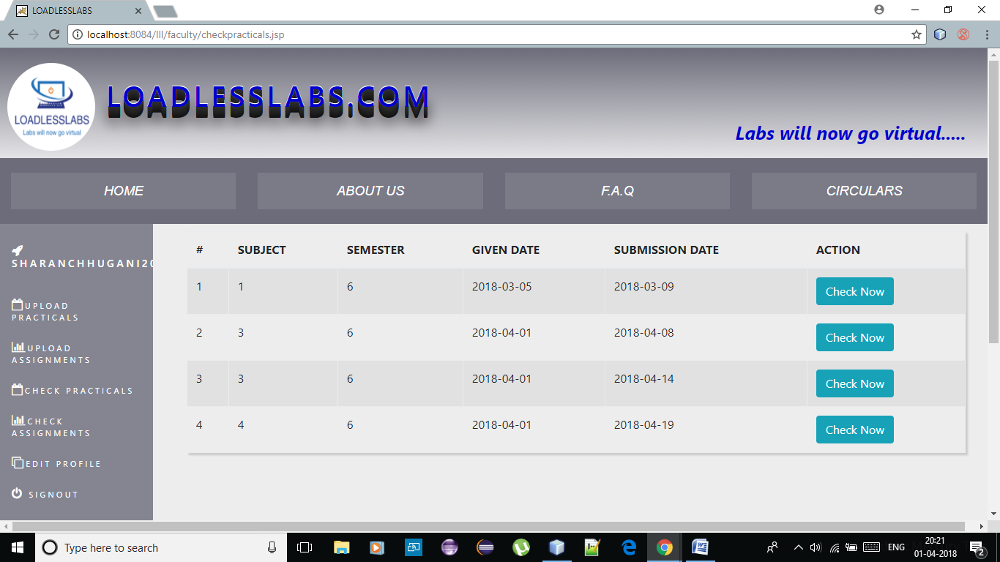 LOADLESSLABS
localhost:8084/lll/faculty/checkpracticals.jsp
LOADLESSLABS
Labs will now go virtual
LOADLESSLABS.COM
Labs will now go virtual.....
HOME ABOUT US F.A.Q CIRCULARS
SHARANCHHUGANI20
UPLOAD
PRACTICALS
UPLOAD
ASSIGNMENTS
CHECK PRACTICALS
CHECK
ASSIGNMENTS
EDIT PROFILE
SIGNOUT
# SUBJECT SEMESTER GIVEN DATE SUBMISSION DATE ACTION
1 1 6 2018-03-05 2018-03-09 Check Now
2 3 6 2018-04-01 2018-04-08 Check Now
3 3 6 2018-04-01 2018-04-14 Check Now
4 4 6 2018-04-01 2018-04-19 Check Now
Type here to search
ENG
20:21
01-04-2018
2